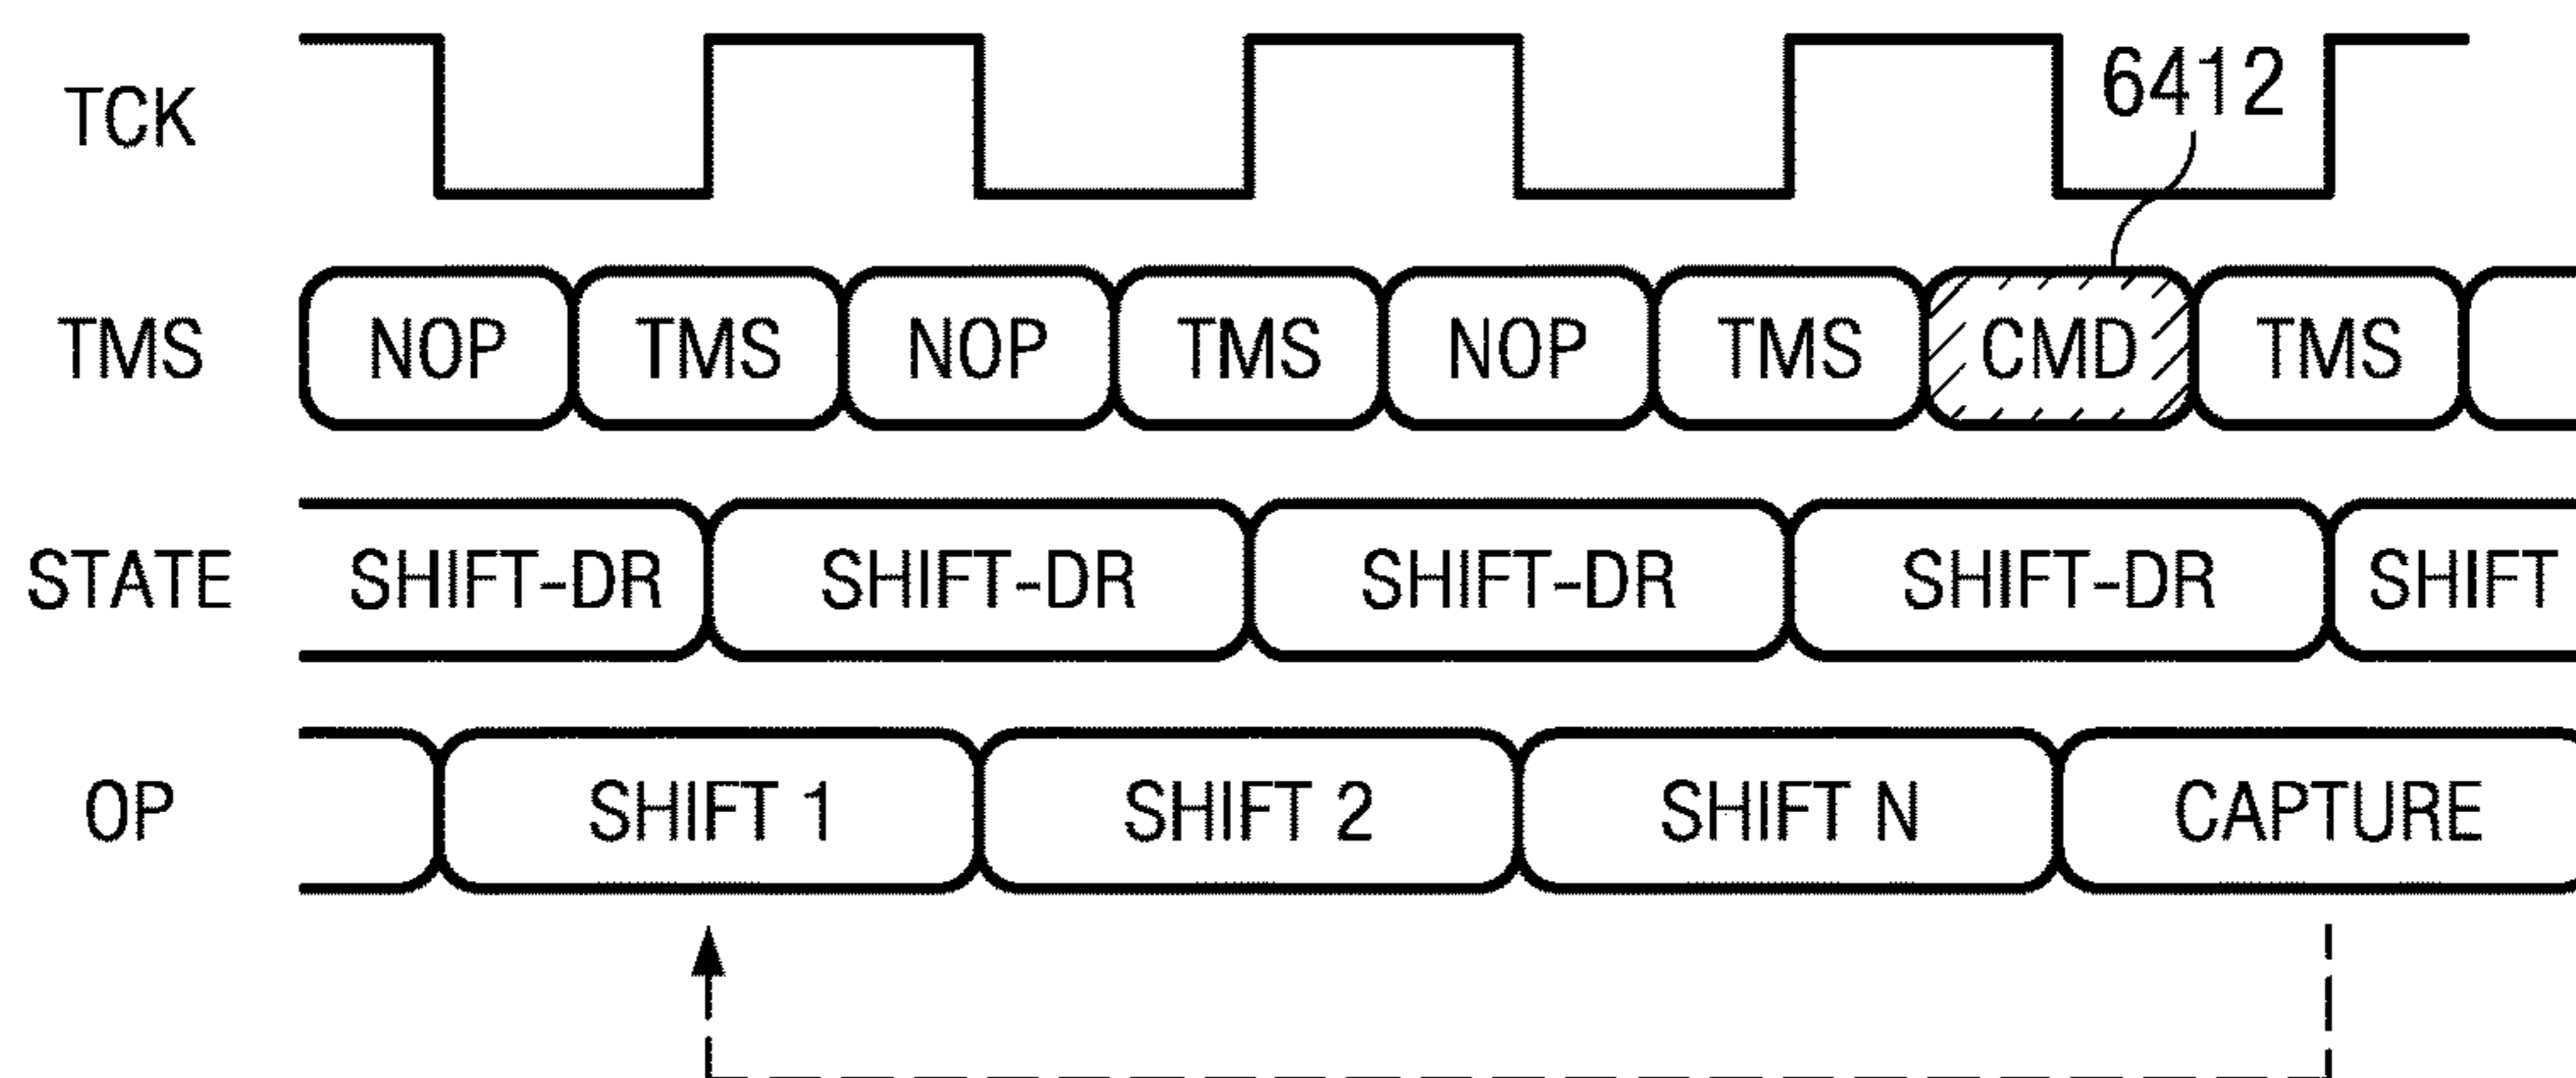 TCK 6412
TMS NOP TMS NOP TMS NOP TMS CMD TMS
STATE SHIFT-DR SHIFT-DR SHIFT-DR SHIFT-DR SHIFT
OP SHIFT 1 SHIFT 2 SHIFT N CAPTURE